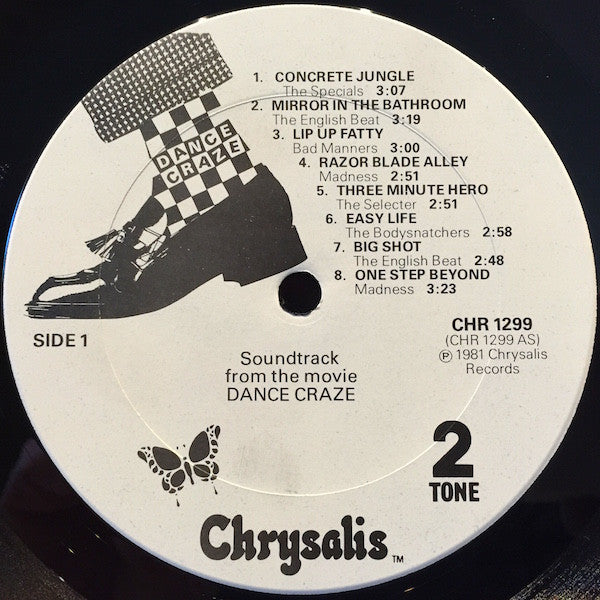 DANCE
CRAZE
1. CONCRETE JUNGLE
The Specials 3:07
2. MIRROR IN THE BATHROOM
The English Beat 3:19
3. LIP UP FATTY
Bad Manners 3:00
4. RAZOR BLADE ALLEY
Madness 2:51
5. THREE MINUTE HERO
The Selecter 2:51
6. EASY LIFE
The Bodysnatchers 2:58
7. BIG SHOT
The English Beat 2:48
8. ONE STEP BEYOND
Madness 3:23
SIDE 1
CHR 1299
(CHR 1299 AS)
℗ 1981 Chrysalis
Records
Soundtrack
from the movie
DANCE CRAZE
2
TONE
Chrysalis™